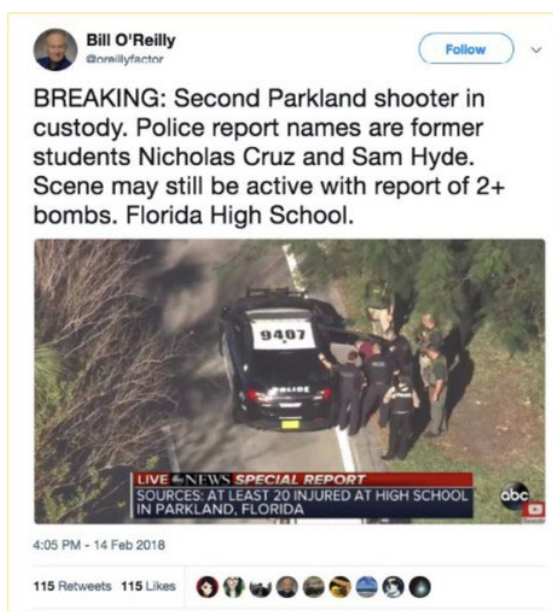 Bill O'Reilly
@oreillyfactor
Follow
BREAKING: Second Parkland shooter in
custody. Police report names are former
students Nicholas Cruz and Sam Hyde.
Scene may still be active with report of 2+
bombs. Florida High School.
9407
POLICE
LIVE abc NEWS SPECIAL REPORT
SOURCES: AT LEAST 20 INJURED AT HIGH SCHOOL
IN PARKLAND, FLORIDA
abc
4:05 PM - 14 Feb 2018
115 Retweets 115 Likes